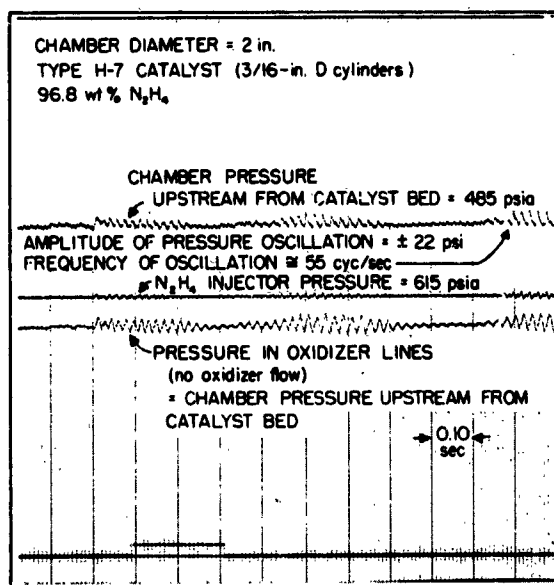 CHAMBER DIAMETER = 2 in.
TYPE H-7 CATALYST (3/16-in. D cylinders)
96.8 wt % N₂H₄
CHAMBER PRESSURE
UPSTREAM FROM CATALYST BED = 485 psia
AMPLITUDE OF PRESSURE OSCILLATION = ± 22 psi
FREQUENCY OF OSCILLATION ≅ 55 cyc/sec
N₂H₄ INJECTOR PRESSURE = 615 psia
PRESSURE IN OXIDIZER LINES
(no oxidizer flow)
= CHAMBER PRESSURE UPSTREAM FROM
CATALYST BED
0.10
sec